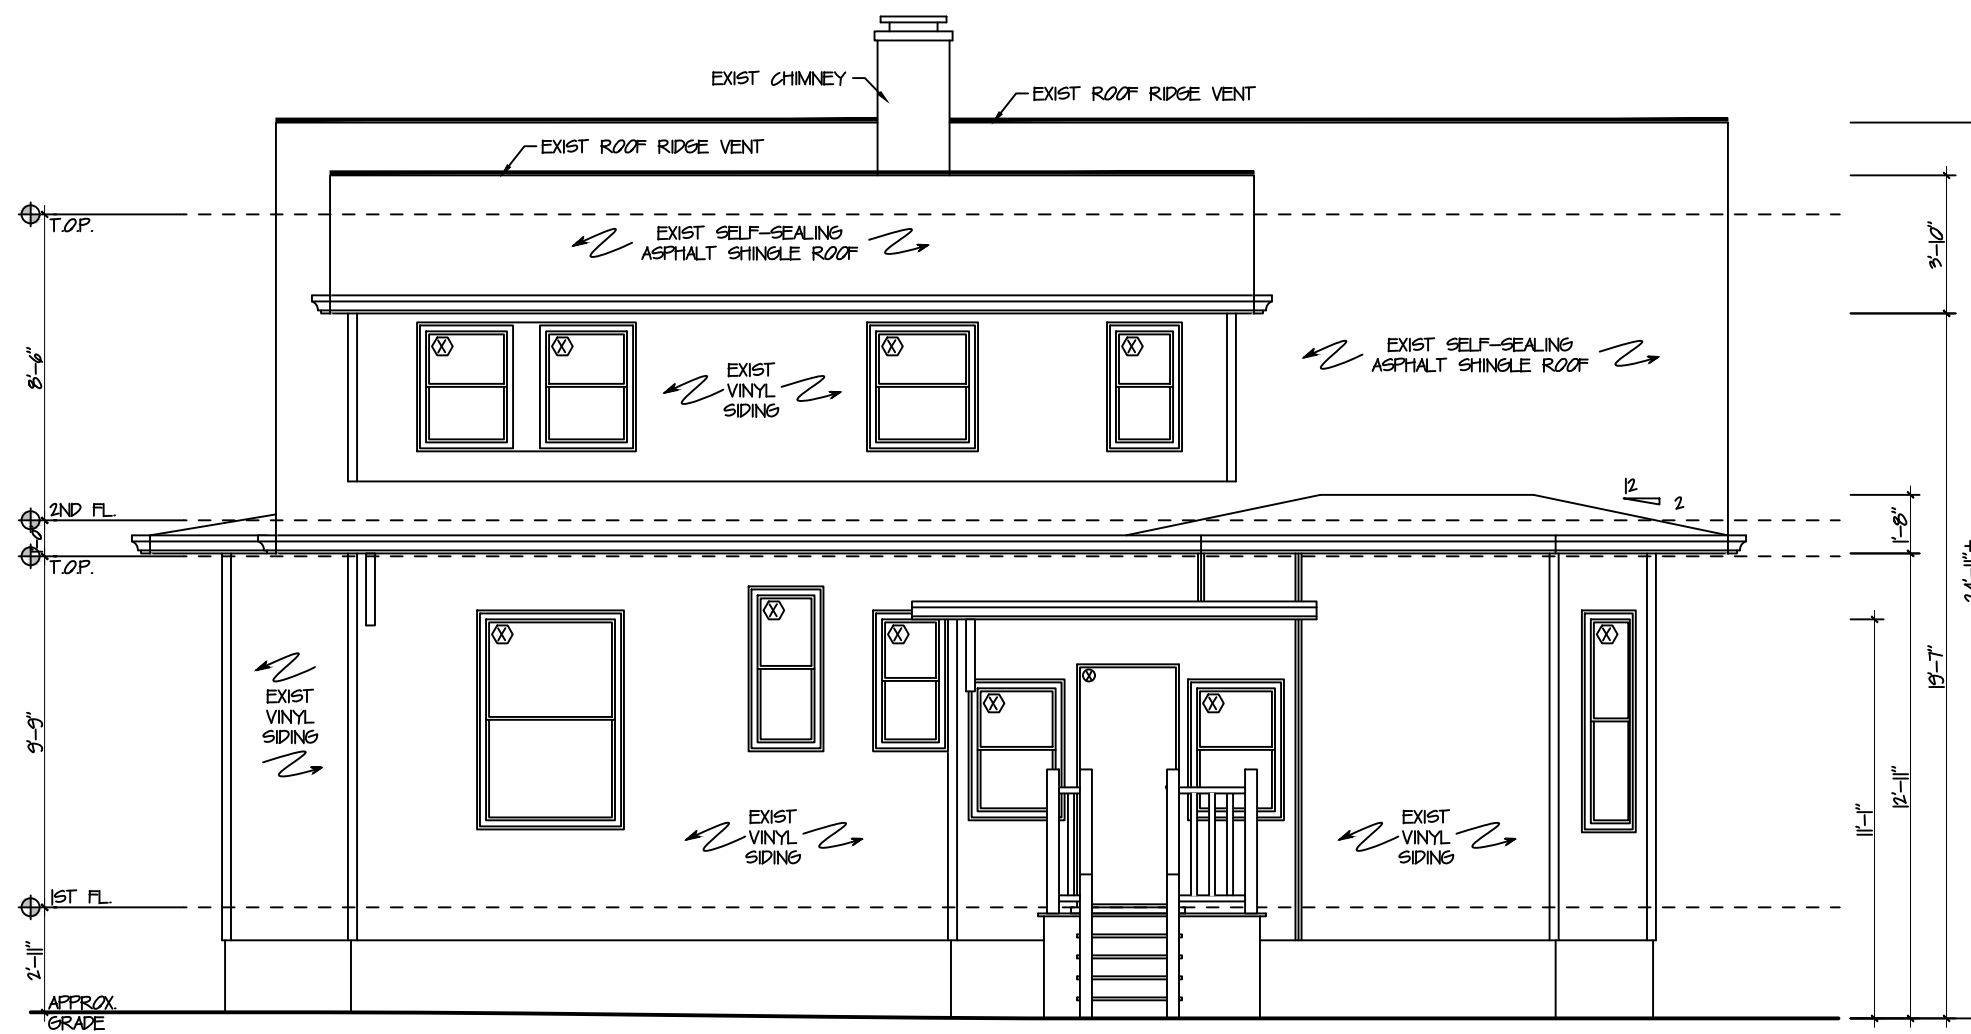 EXIST CHIMNEY
EXIST ROOF RIDGE VENT
EXIST ROOF RIDGE VENT
T.O.P.
EXIST SELF-SEALING
ASPHALT SHINGLE ROOF
3'-10"
X
X
X
X
EXIST SELF-SEALING
ASPHALT SHINGLE ROOF
8'-6"
EXIST
VINYL
SIDING
12
2
2ND FL.
1'-8"
T.O.P.
X
X
X
X
X
X
X
19'-7"
EXIST
VINYL
SIDING
9'-9"
12'-11"
11'-1"
EXIST
VINYL
SIDING
EXIST
VINYL
SIDING
1ST FL.
2'-11"
APPROX.
GRADE